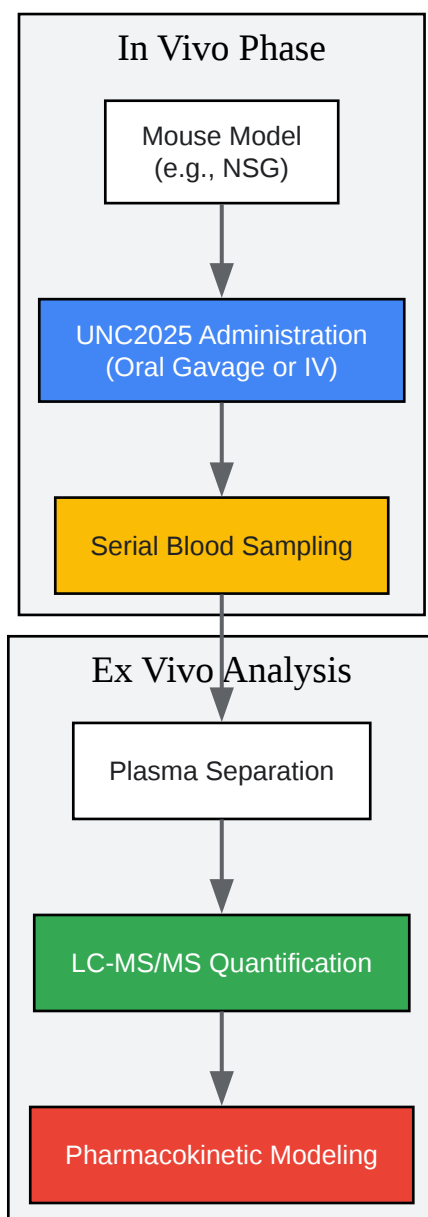 In Vivo Phase
Mouse Model
(e.g., NSG)
UNC2025 Administration
(Oral Gavage or IV)
Serial Blood Sampling
Ex Vivo Analysis
Plasma Separation
LC-MS/MS Quantification
Pharmacokinetic Modeling